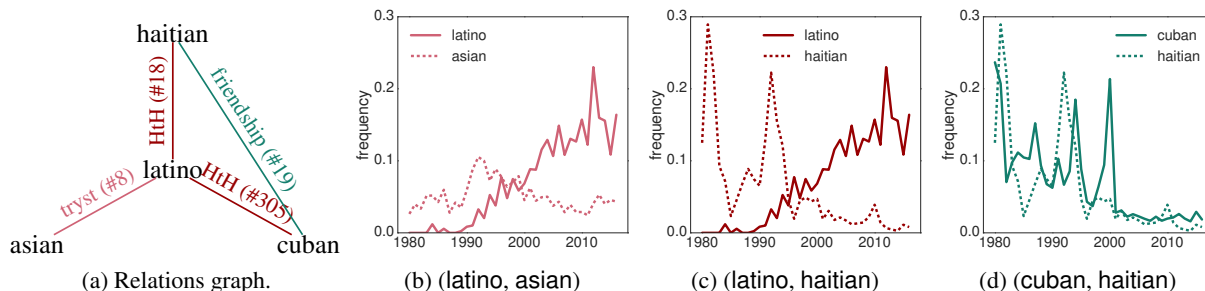 haitian
HtH (#18)
friendship (#19)
latino
tryst (#8)
HtH (#305)
asian
cuban
(a) Relations graph.
0.3
0.2
0.1
0.0
frequency
latino
asian
1980 1990 2000 2010
(b) (latino, asian)
0.3
0.2
0.1
0.0
frequency
latino
haitian
1980 1990 2000 2010
(c) (latino, haitian)
0.3
0.2
0.1
0.0
frequency
cuban
haitian
1980 1990 2000 2010
(d) (cuban, haitian)